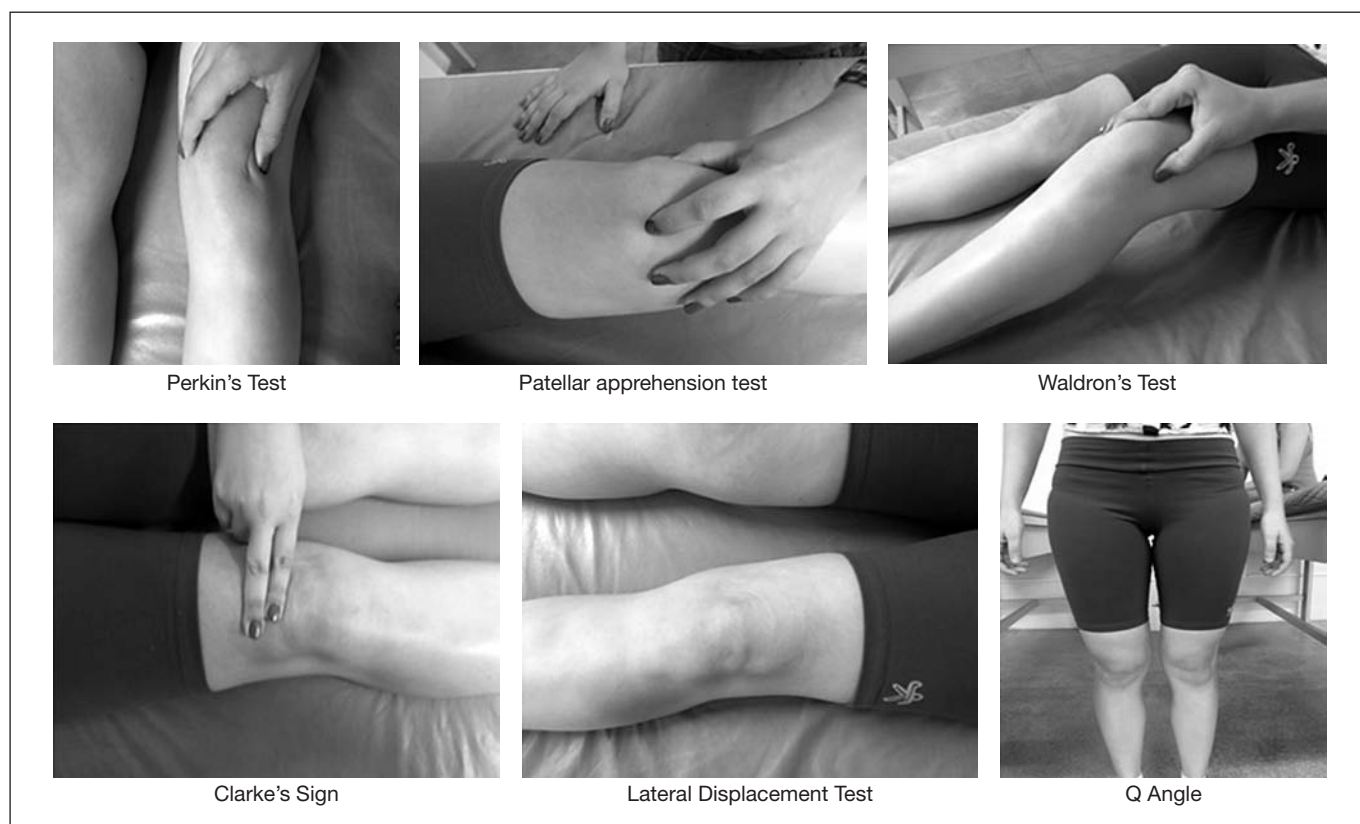 Perkin’s Test
Patellar apprehension test
Waldron’s Test
Clarke’s Sign
Lateral Displacement Test
Q Angle